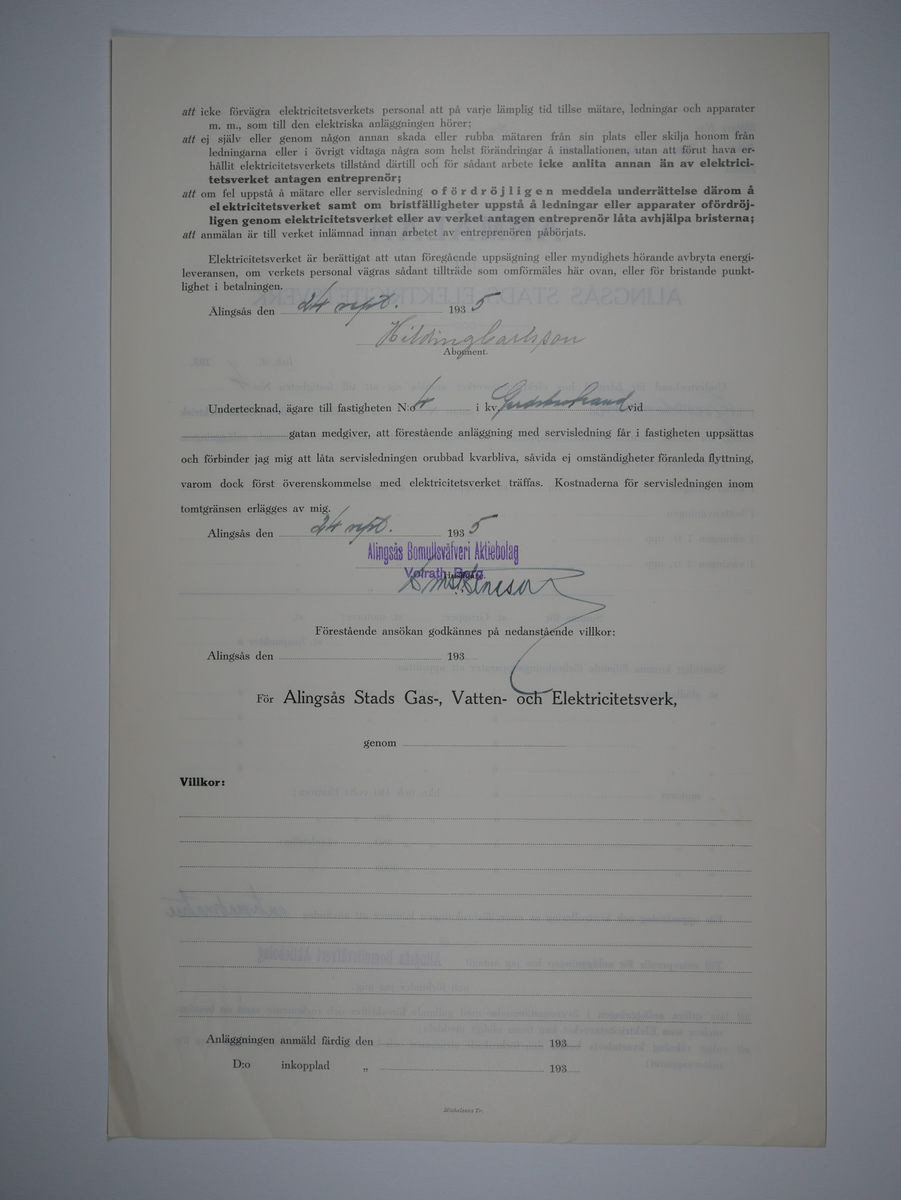 att icke förvägra elektricitetsverkets personal att på varje lämplig tid tillse mätare, ledningar och apparater
m. m., som till den elektriska anläggningen hörer;
att ej själv eller genom någon annan skada eller rubba mätaren från sin plats eller skilja honom från
ledningarna eller i övrigt vidtaga några som helst förändringar å installationen, utan att förut hava er-
hållit elektricitetsverkets tillstånd därtill och för sådant arbete icke anlita annan än av elektrici-
tetsverket antagen entreprenör;
att om fel uppstå å mätare eller servisledning ofördröjligen meddela underrättelse därom å
elektricitetsverket samt om bristfälligheter uppstå å ledningar eller apparater ofördröj-
ligen genom elektricitetsverket eller av verket antagen entreprenör låta avhjälpa bristerna;
att anmälan är till verket inlämnad innan arbetet av entreprenören påbörjats.
Elektricitetsverket är berättigat att utan föregående uppsägning eller myndighets hörande avbryta energi-
leveransen, om verkets personal vägras sådant tillträde som omförmäles här ovan, eller för bristande punkt-
lighet i betalningen.
Alingsås den 24 sept. 1935
Hilding Carlsson
Abonnent.
Undertecknad, ägare till fastigheten N:o 4 i kv. vid
gatan medgiver, att förestående anläggning med servisledning får i fastigheten uppsättas
och förbinder jag mig att låta servisledningen orubbad kvarbliva, såvida ej omständigheter föranleda flyttning,
varom dock först överenskommelse med elektricitetsverket träffas. Kostnaderna för servisledningen inom
tomtgränsen erlägges av mig.
Alingsås den 24 sept. 1935
Alingsås Bomullsväfveri Aktiebolag
Volrath Berg.
Förestående ansökan godkännes på nedanstående villkor:
Alingsås den 193
För Alingsås Stads Gas-, Vatten- och Elektricitetsverk,
genom
Villkor:
Anläggningen anmäld färdig den 193
D:o inkopplad „ 193